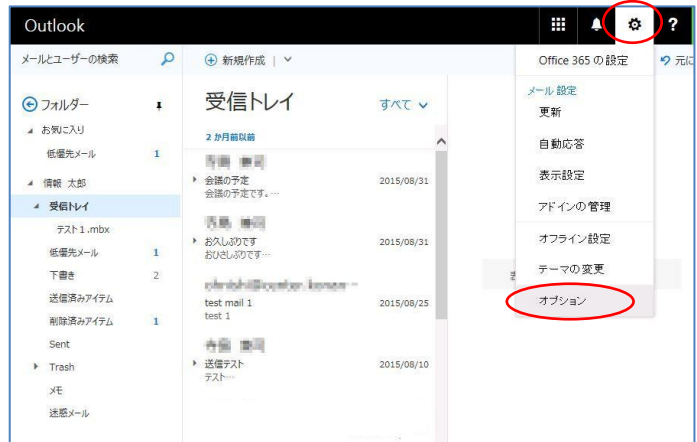 Outlook
?
メールとユーザーの検索
新規作成 |
Office 365 の設定
元に
フォルダー
受信トレイ
すべて
メール 設定
更新
お気に入り
2 か月前以前
自動応答
低優先メール 1
会議の予定 2015/08/31
会議の予定です。…
表示設定
情報 太郎
アドインの管理
受信トレイ
テスト1.mbx
お久しぶりです 2015/08/31
おひさしぶりです…
オフライン設定
低優先メール 1
テーマの変更
下書き 2
オプション
送信済みアイテム
test mail 1 2015/08/25
test 1
削除済みアイテム 1
Sent
Trash
送信テスト 2015/08/10
テスト…
メモ
迷惑メール